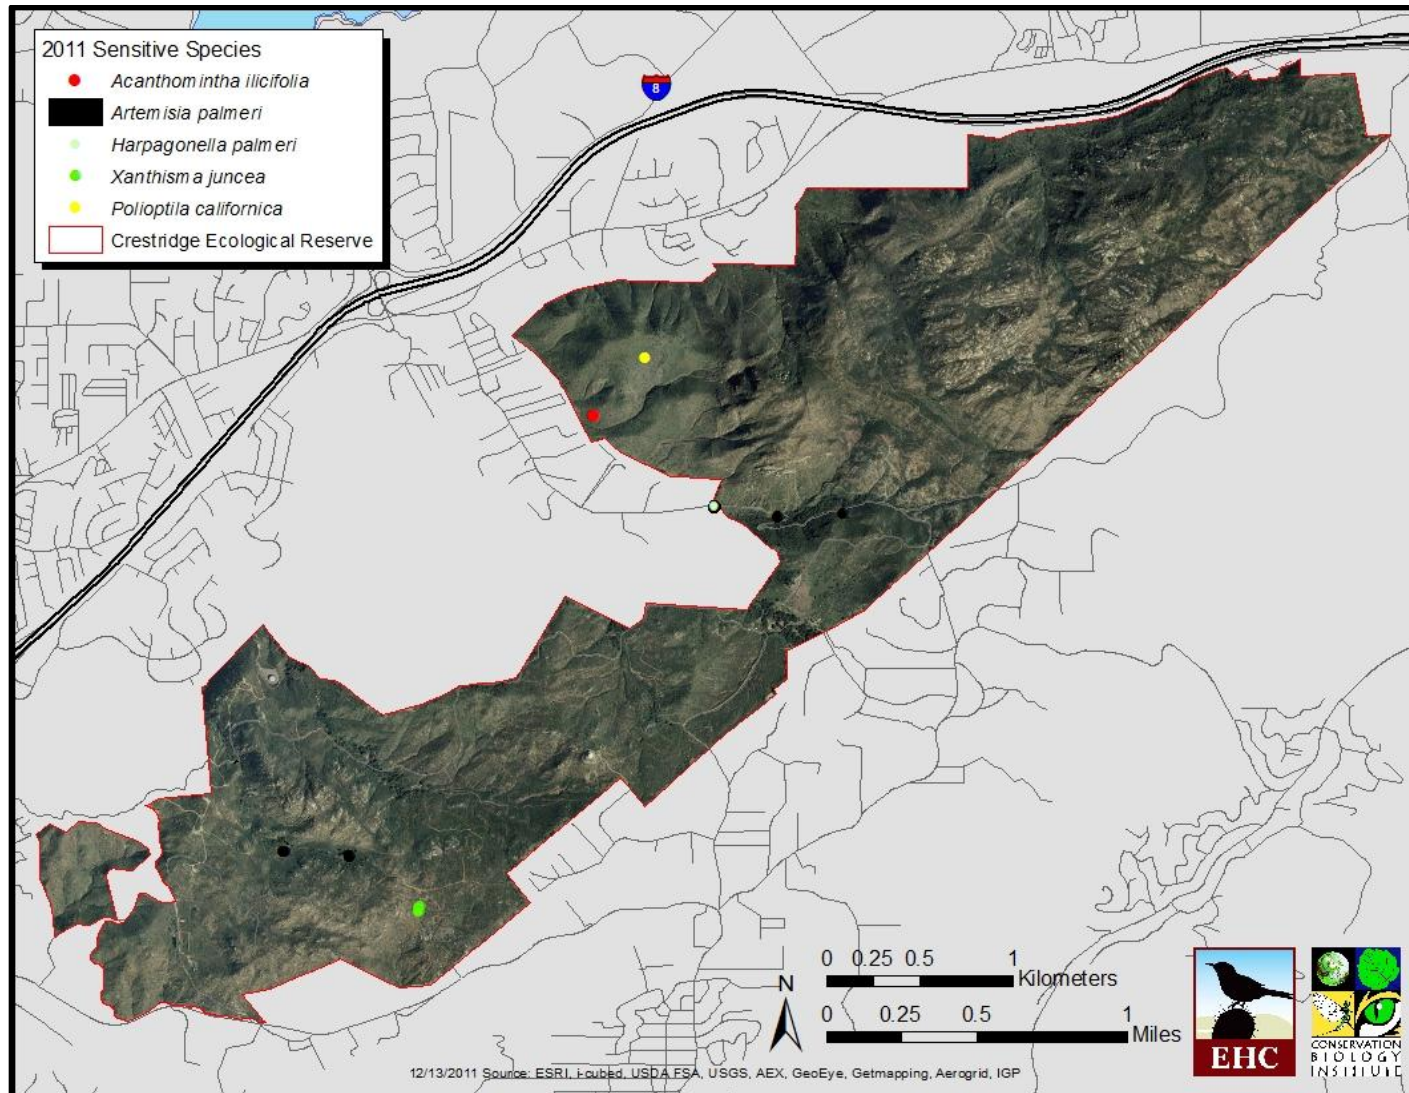 2011 Sensitive Species
Acanthomintha ilicifolia
Artemisia palmeri
Harpagonella palmeri
Xanthisma juncea
Polioptila californica
Crestridge Ecological Reserve
8
N
0 0.25 0.5 1
Kilometers
0 0.25 0.5 1
Miles
EHC
CONSERVATION
BIOLOGY
INSTITUTE
12/13/2011 Source: ESRI, i-cubed, USDA FSA, USGS, AEX, GeoEye, Getmapping, Aerogrid, IGP